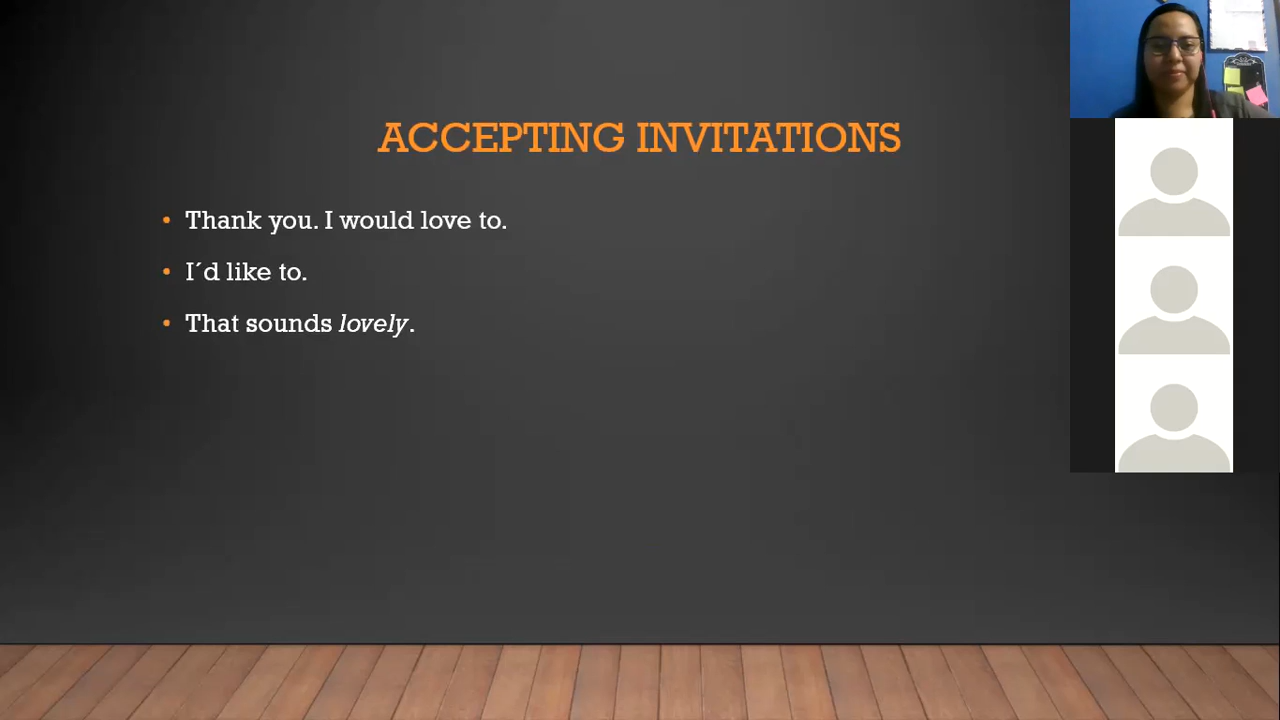 ACCEPTING INVITATIONS
• Thank you. I would love to.
• I´d like to.
• That sounds lovely.